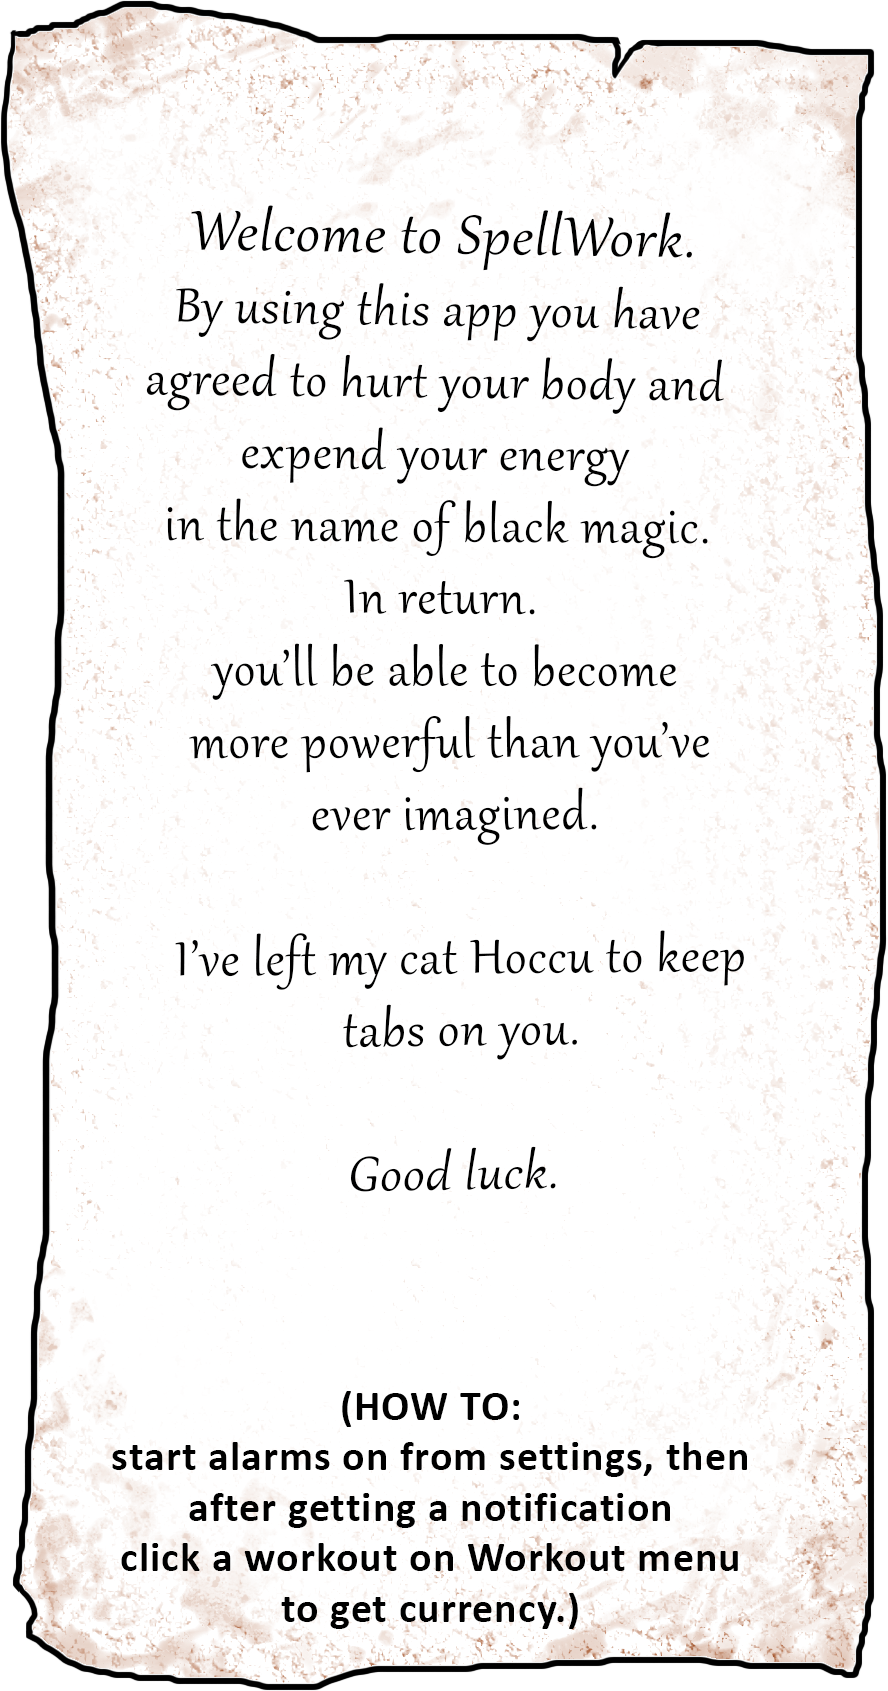 Welcome to SpellWork.
By using this app you have
agreed to hurt your body and
expend your energy
in the name of black magic.
In return.
you’ll be able to become
more powerful than you’ve
ever imagined.
I’ve left my cat Hoccu to keep
tabs on you.
Good luck.
(HOW TO:
start alarms on from settings, then
after getting a notification
click a workout on Workout menu
to get currency.)